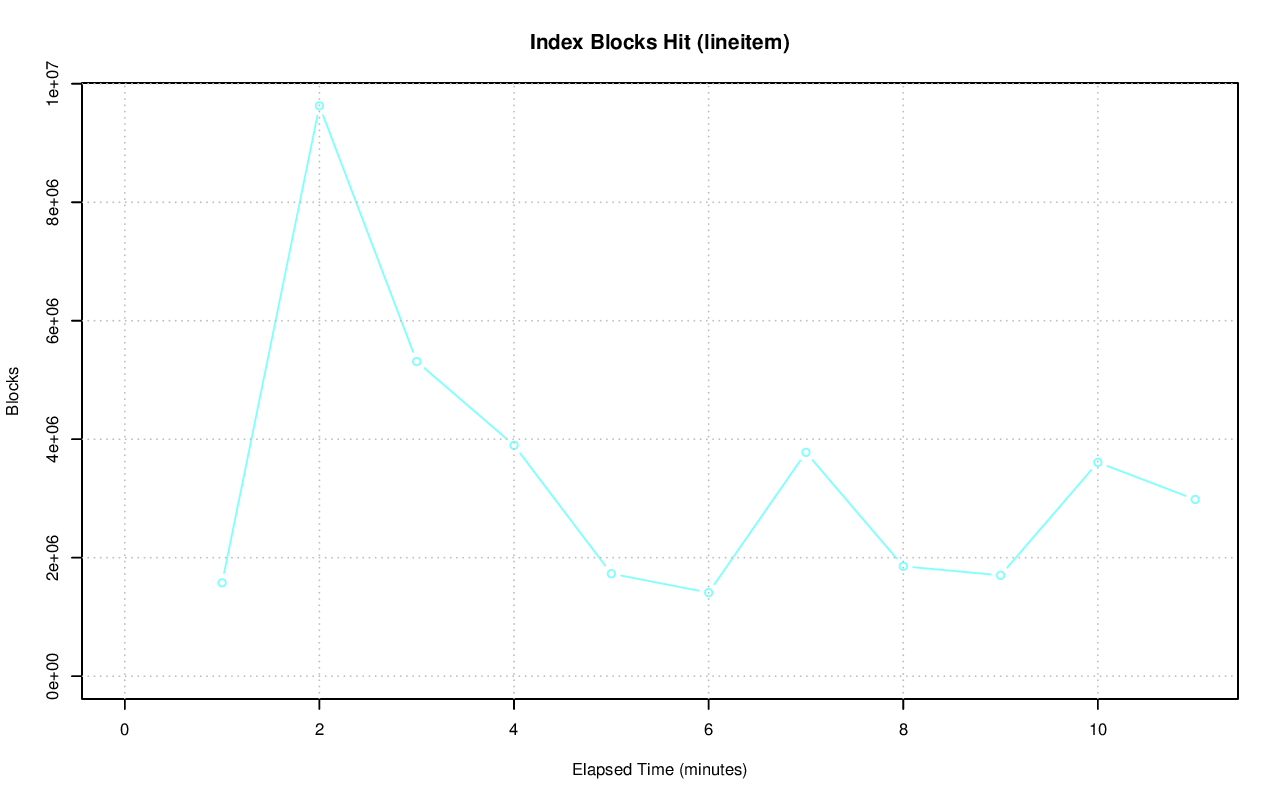 Index Blocks Hit (lineitem)
1e+07
8e+06
6e+06
4e+06
2e+06
0e+00
Blocks
0 2 4 6 8 10
Elapsed Time (minutes)